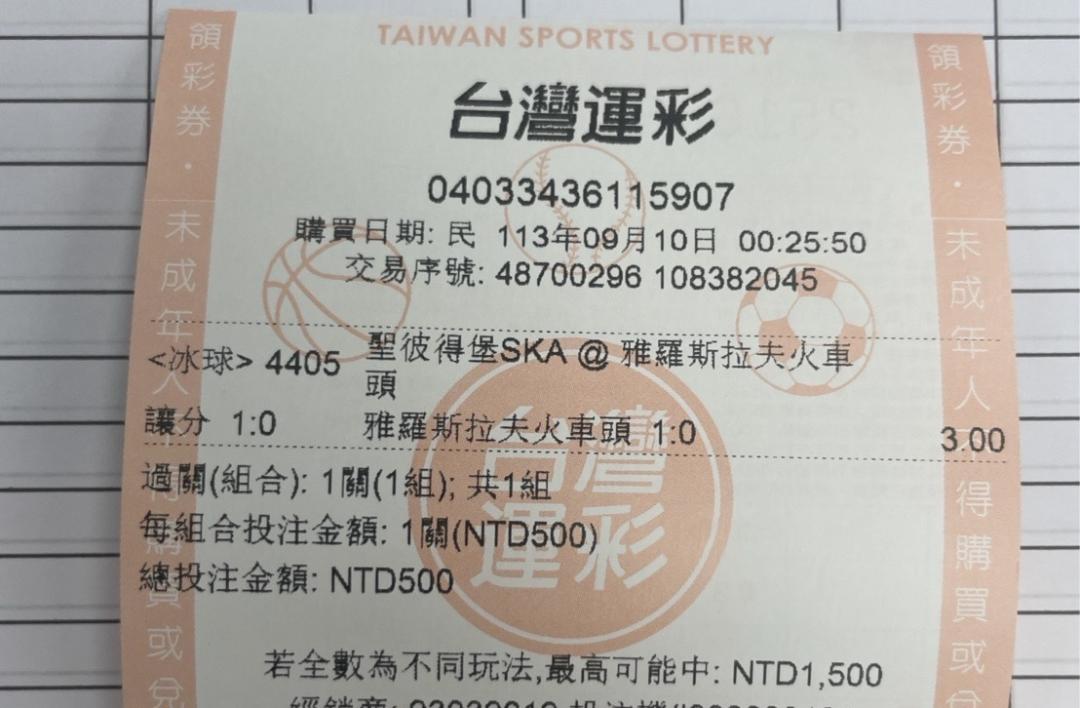 TAIWAN SPORTS LOTTERY
台灣運彩
04033436115907
購買日期: 民 113年09月10日 00:25:50
交易序號: 48700296 108382045
<冰球> 4405 聖彼得堡SKA @ 雅羅斯拉夫火車
頭
讓分 1:0 雅羅斯拉夫火車頭 1:0 3.00
過關(組合): 1關(1組); 共1組
每組合投注金額: 1關(NTD500)
總投注金額: NTD500
若全數為不同玩法,最高可能中: NTD1,500
台灣
運彩
領彩券・未成年人
領彩券・未成年人 得購買或兌